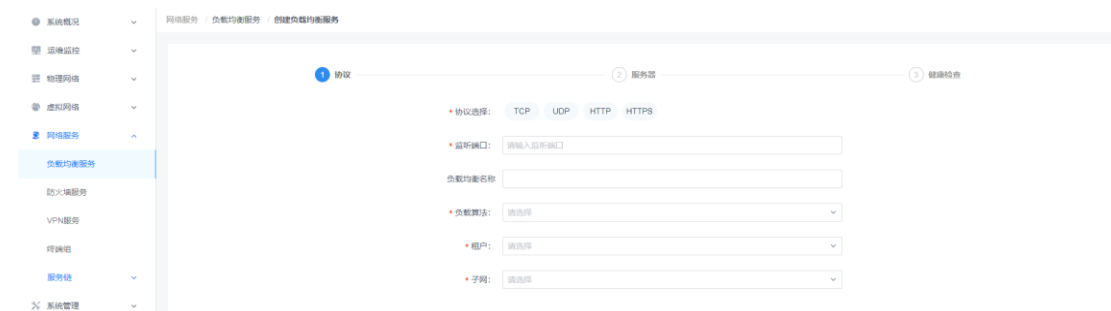 系统概况
运维监控
物理网络
虚拟网络
网络服务
负载均衡服务
防火墙服务
VPN服务
终端组
服务链
系统管理
网络服务 / 负载均衡服务 / 创建负载均衡服务
1 协议
2 服务器
3 健康检查
* 协议选择: TCP UDP HTTP HTTPS
* 监听端口: 请输入监听端口
负载均衡名称
* 负载算法: 请选择
* 租户: 请选择
* 子网: 请选择